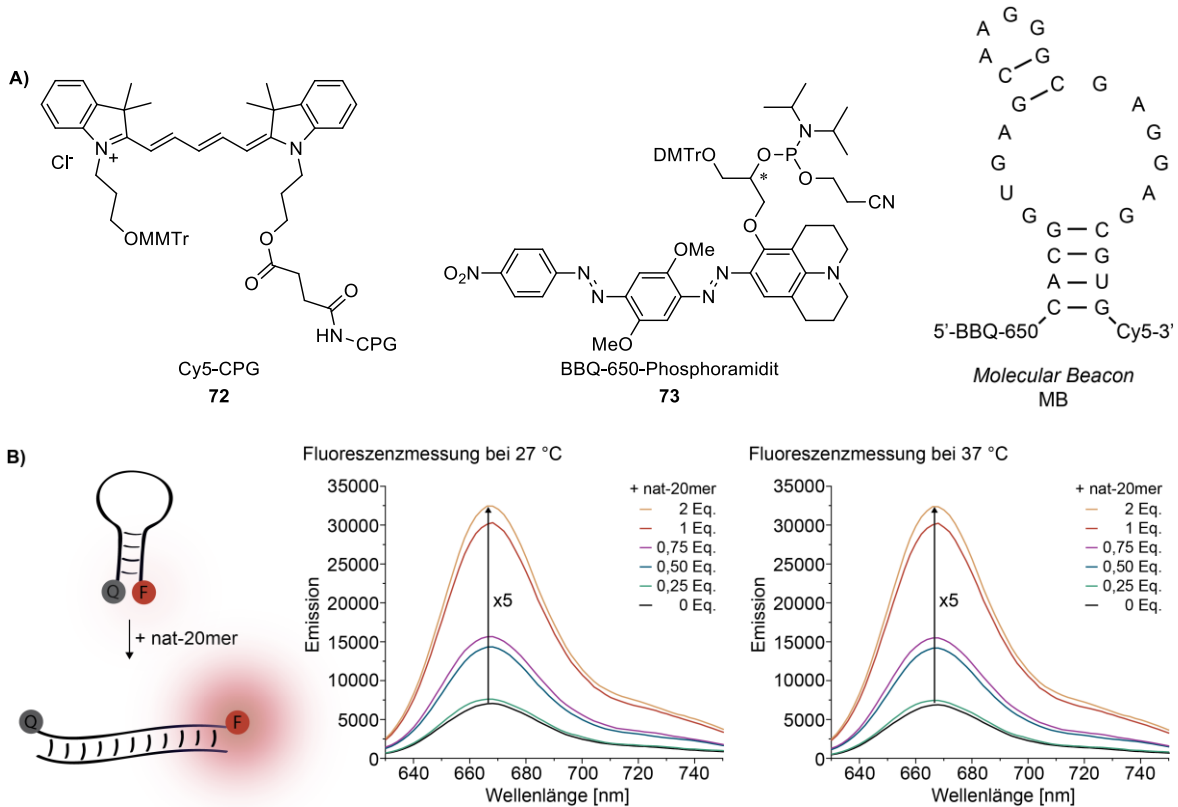 A)
N
+
Cl-
N
OMMTr
O
O
O
HN
CPG
Cy5-CPG
72
DMTrO
O
P
N
O
CN
*
O
OMe
N
N
N
N
N
O2N
MeO
BBQ-650-Phosphoramidit
73
A G G
A G
C
G C G
A A
G G
U G
G A
G C G
C G
A U
C G
5'-BBQ-650 Cy5-3'
Molecular Beacon
MB
B)
Q F
+ nat-20mer
Q F
Fluoreszenzmessung bei 27 °C
Emission
35000
30000
25000
20000
15000
10000
5000
0
640 660 680 700 720 740
Wellenlänge [nm]
x5
+ nat-20mer
2 Eq.
1 Eq.
0,75 Eq.
0,50 Eq.
0,25 Eq.
0 Eq.
Fluoreszenzmessung bei 37 °C
Emission
35000
30000
25000
20000
15000
10000
5000
0
640 660 680 700 720 740
Wellenlänge [nm]
x5
+ nat-20mer
2 Eq.
1 Eq.
0,75 Eq.
0,50 Eq.
0,25 Eq.
0 Eq.